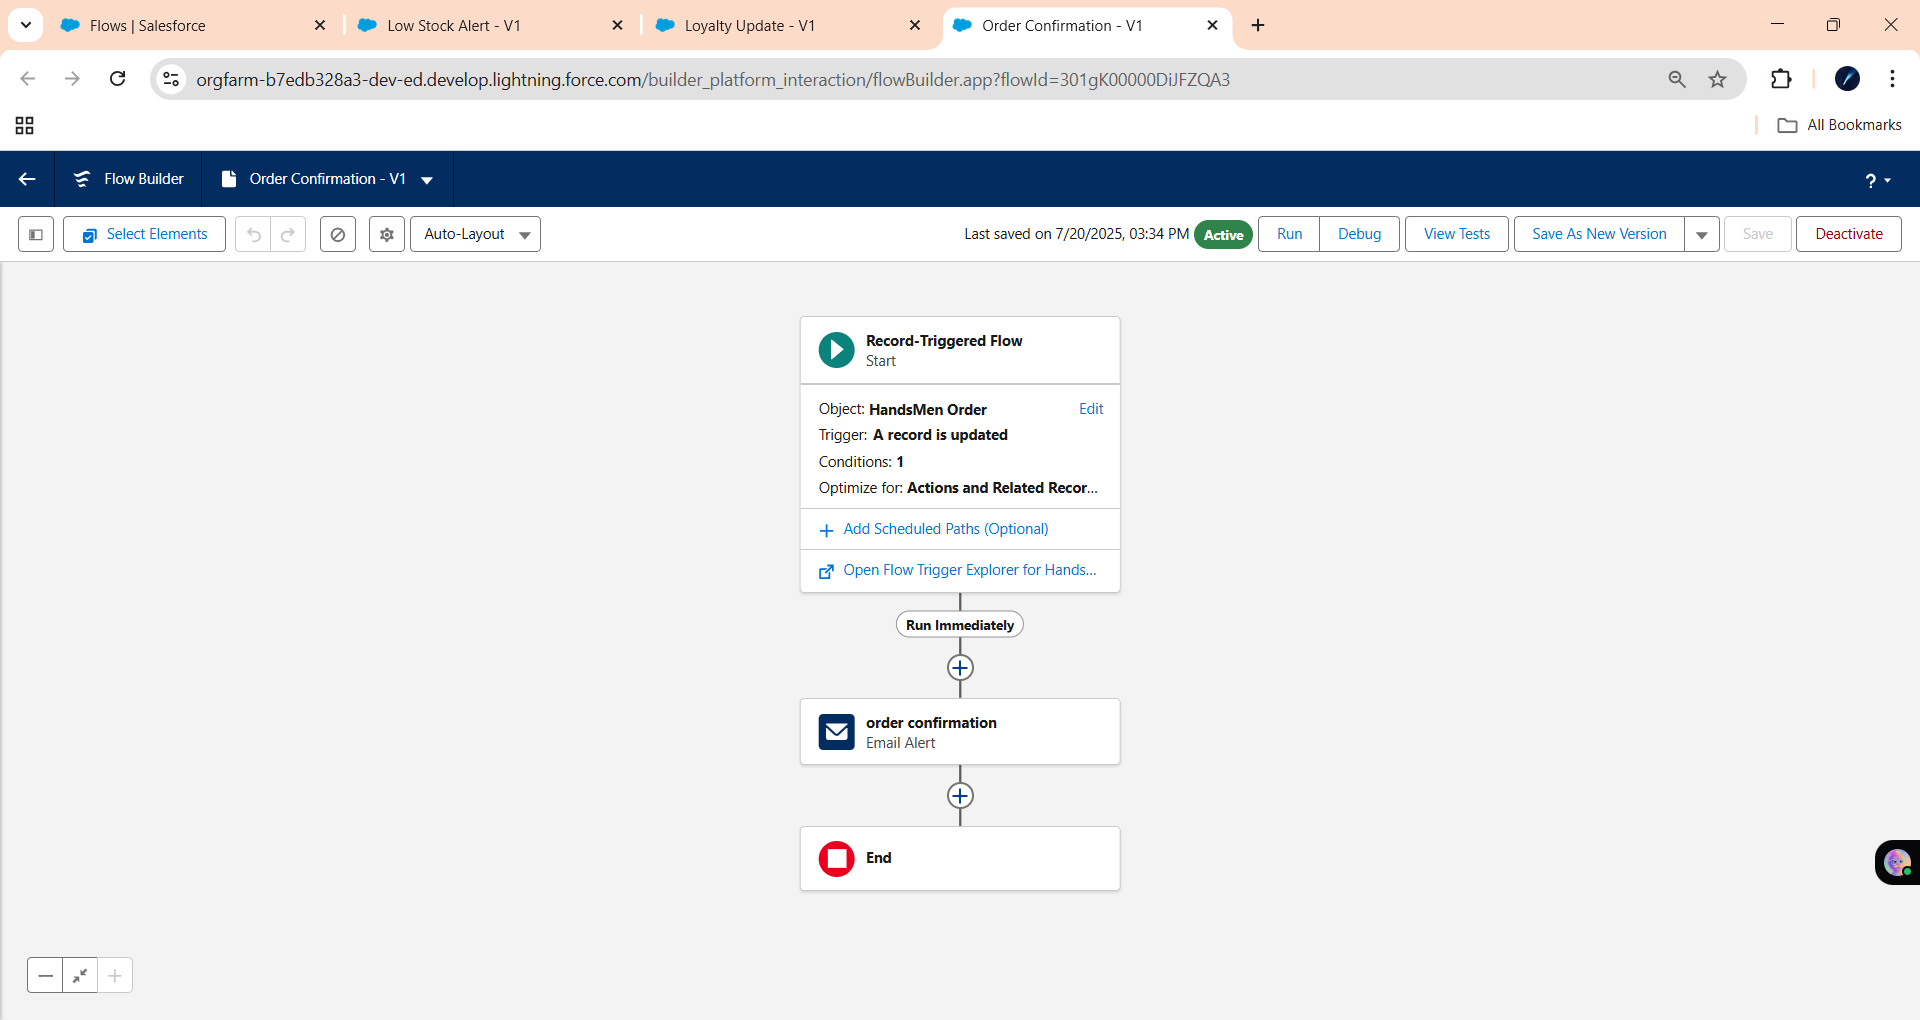 Flows | Salesforce
Low Stock Alert - V1
Loyalty Update - V1
Order Confirmation - V1
orgfarm-b7edb328a3-dev-ed.develop.lightning.force.com/builder_platform_interaction/flowBuilder.app?flowId=301gK00000DiJFZQA3
All Bookmarks
Flow Builder
Order Confirmation - V1
?
Select Elements
Auto-Layout
Last saved on 7/20/2025, 03:34 PM
Active
Run
Debug
View Tests
Save As New Version
Save
Deactivate
Record-Triggered Flow
Start
Object: HandsMen Order
Edit
Trigger: A record is updated
Conditions: 1
Optimize for: Actions and Related Recor...
Add Scheduled Paths (Optional)
Open Flow Trigger Explorer for Hands...
Run Immediately
order confirmation
Email Alert
End